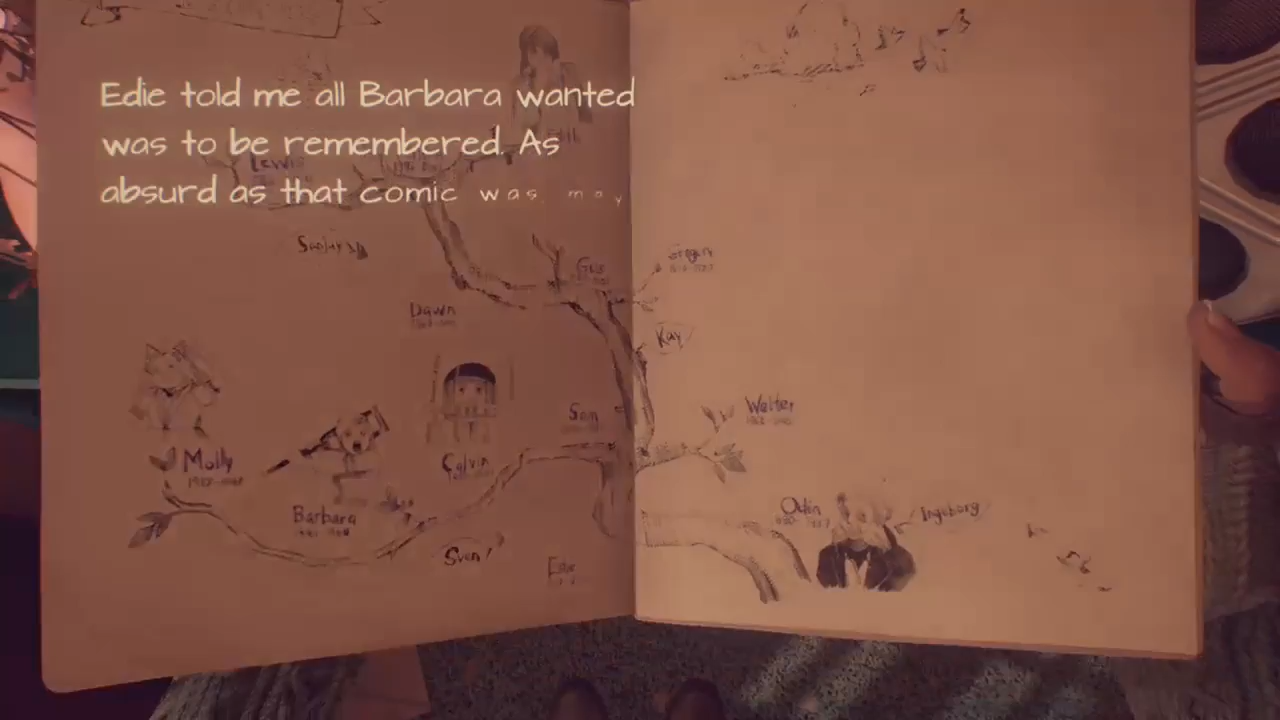 Edie told me all Barbara wanted
was to be remembered. As
absurd as that comic was, may
Lewis
Sanjay
Gus
Gregory
Dawn
Kay
Sam
Walter
Molly
Calvin
Barbara
Odin
Ingeborg
Sven
Edie